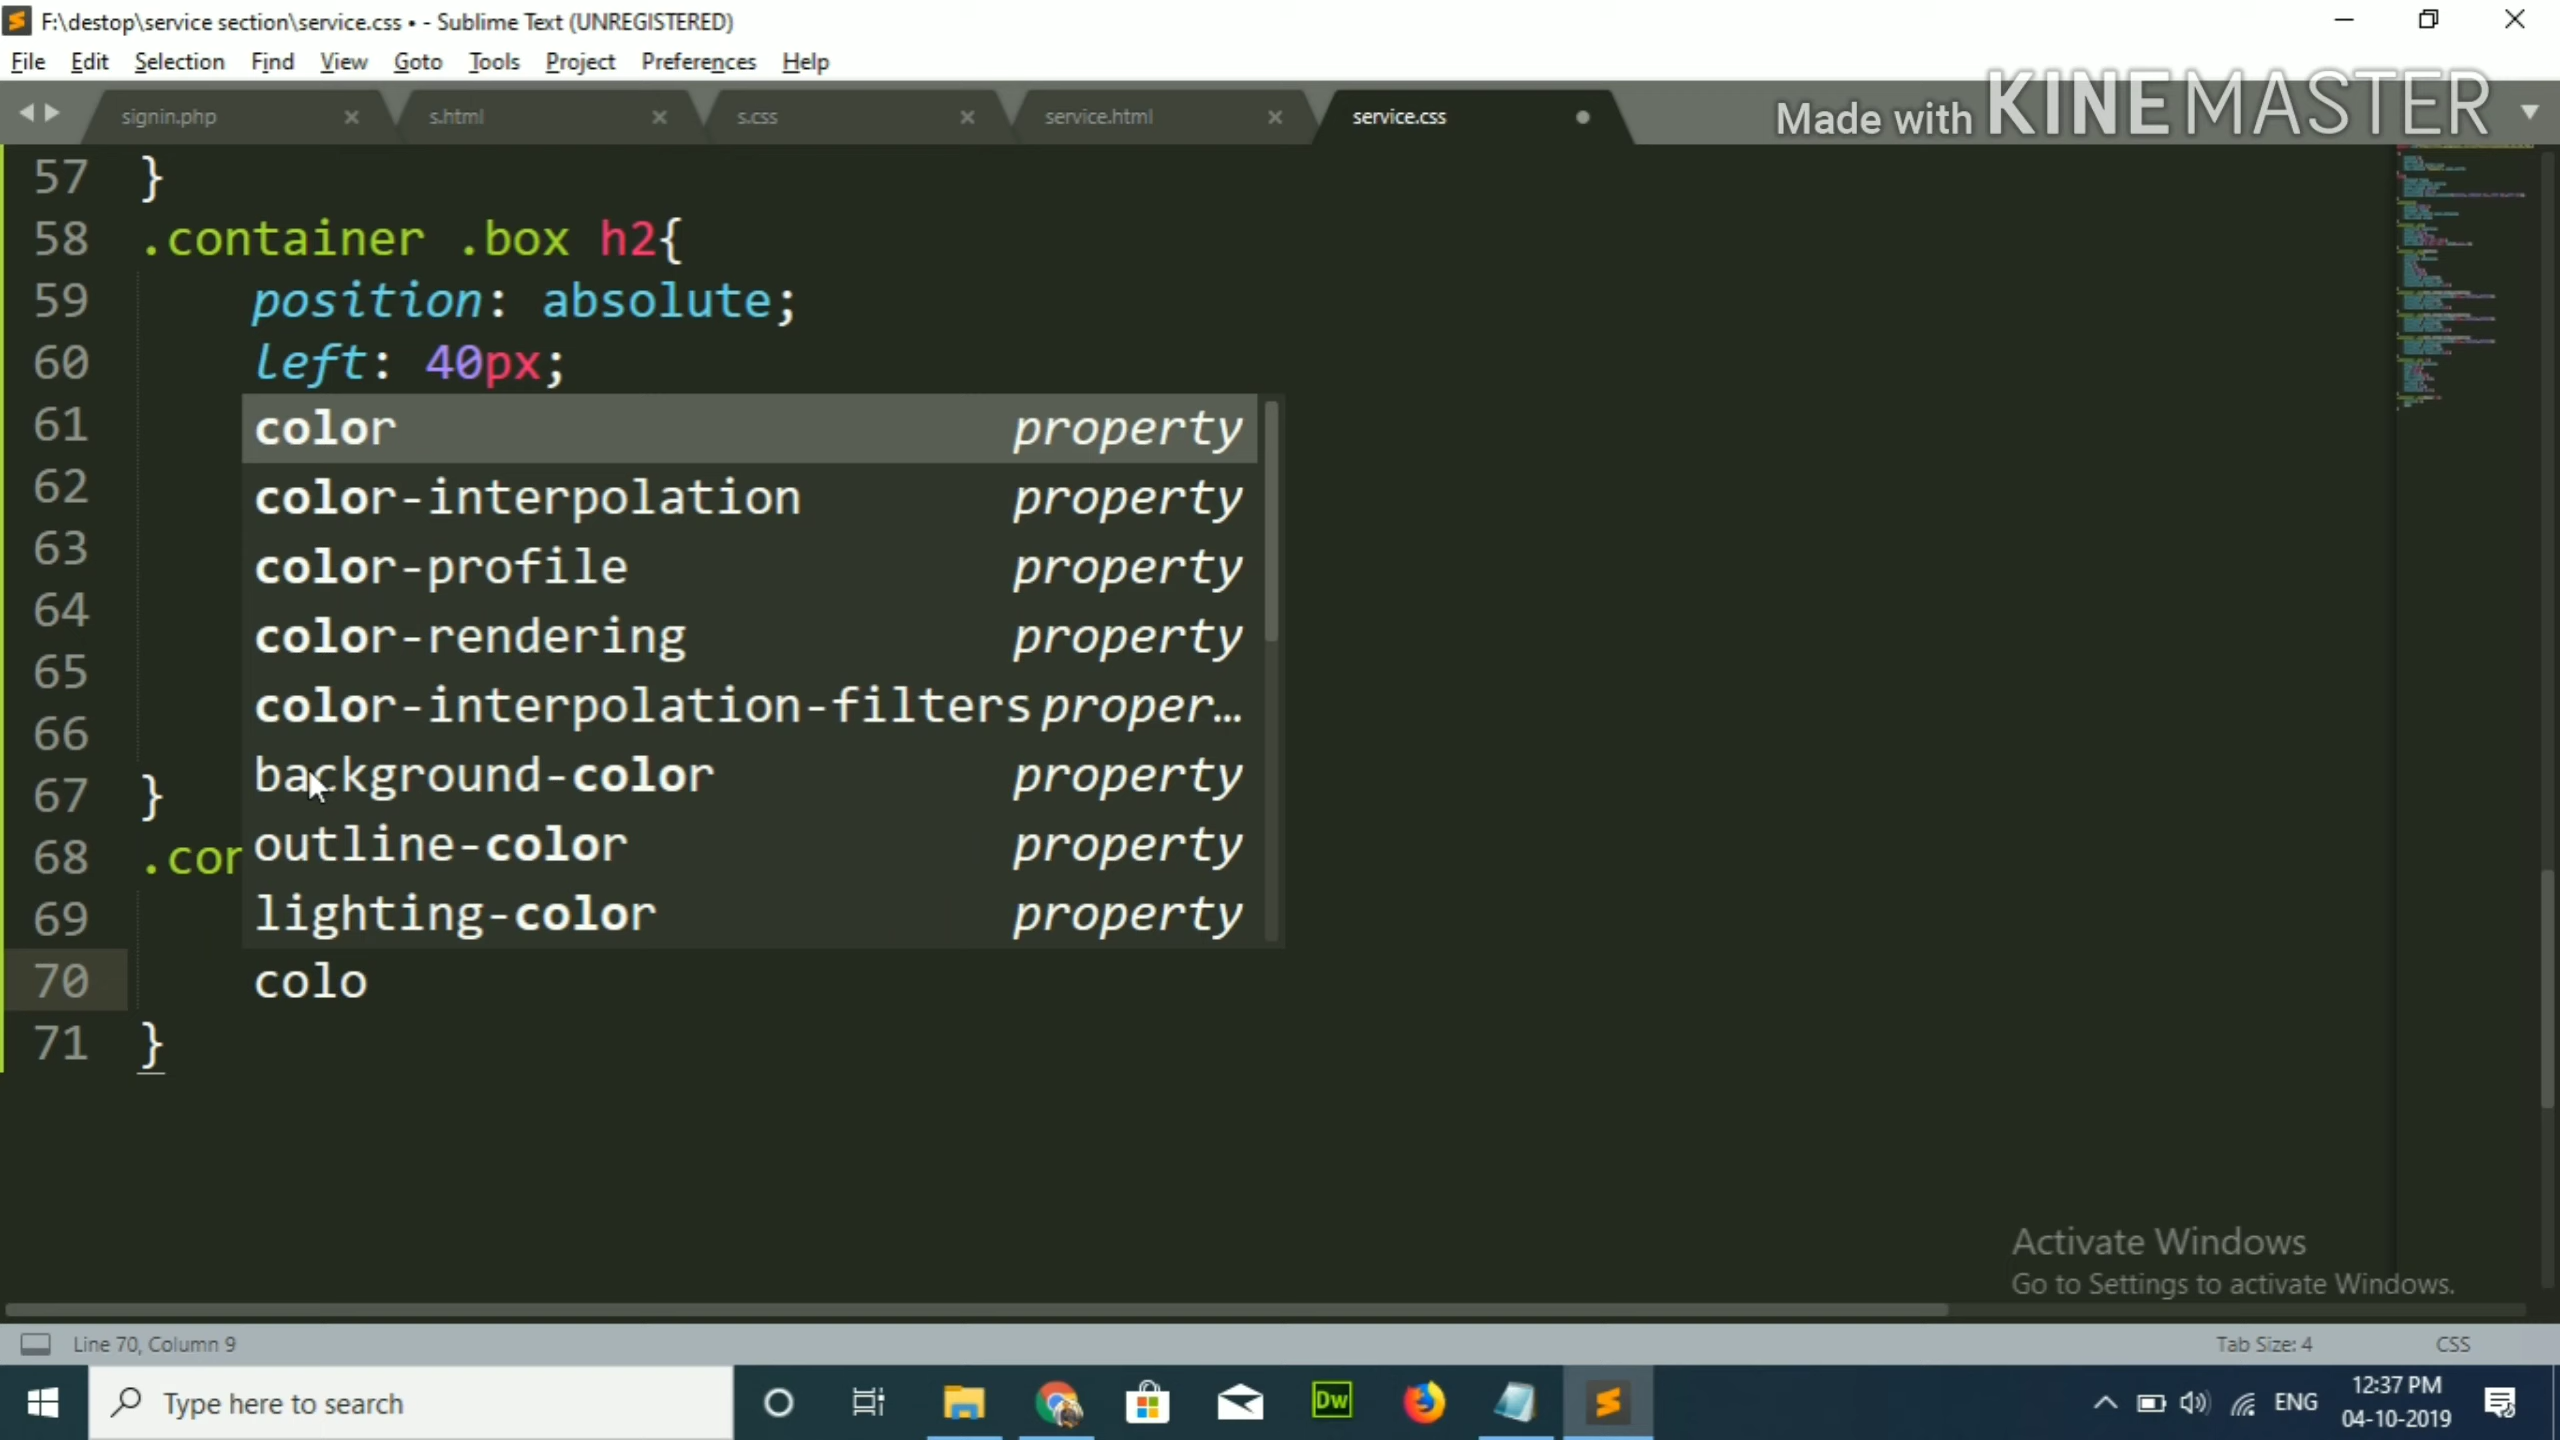 F:\destop\service section\service.css • - Sublime Text (UNREGISTERED)
File Edit Selection Find View Goto Tools Project Preferences Help
Made with KINEMASTER
signin.php s.html s.css service.html service.css
57 }
58 .container .box h2{
59 position: absolute;
60 left: 40px;
61 color property
62 color-interpolation property
63 color-profile property
64 color-rendering property
65 color-interpolation-filters proper…
66 background-color property
67 }
68 .con outline-color property
69 lighting-color property
70 colo
71 }
Activate Windows
Go to Settings to activate Windows.
Line 70, Column 9 Tab Size: 4 CSS
Type here to search Dw ENG 12:37 PM
04-10-2019